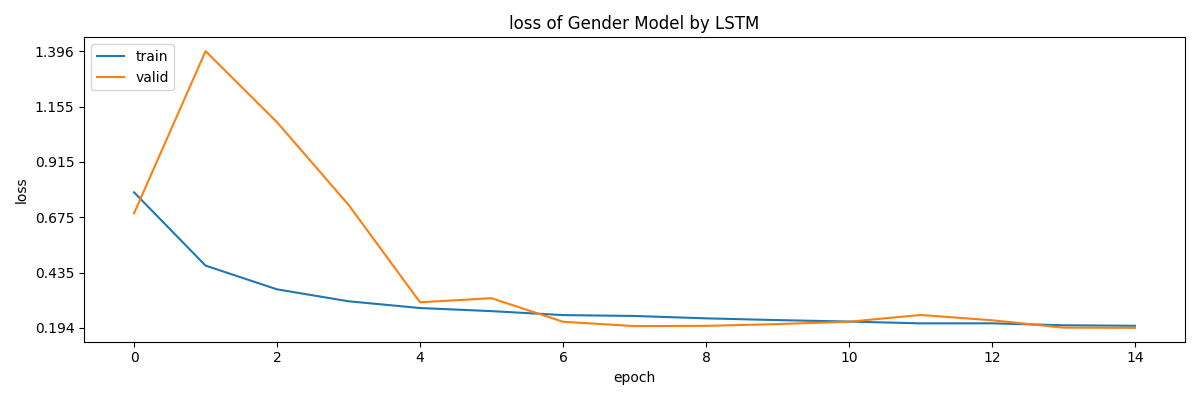 loss of Gender Model by LSTM
train
valid
1.396
1.155
0.915
0.675
0.435
0.194
loss
0 2 4 6 8 10 12 14
epoch